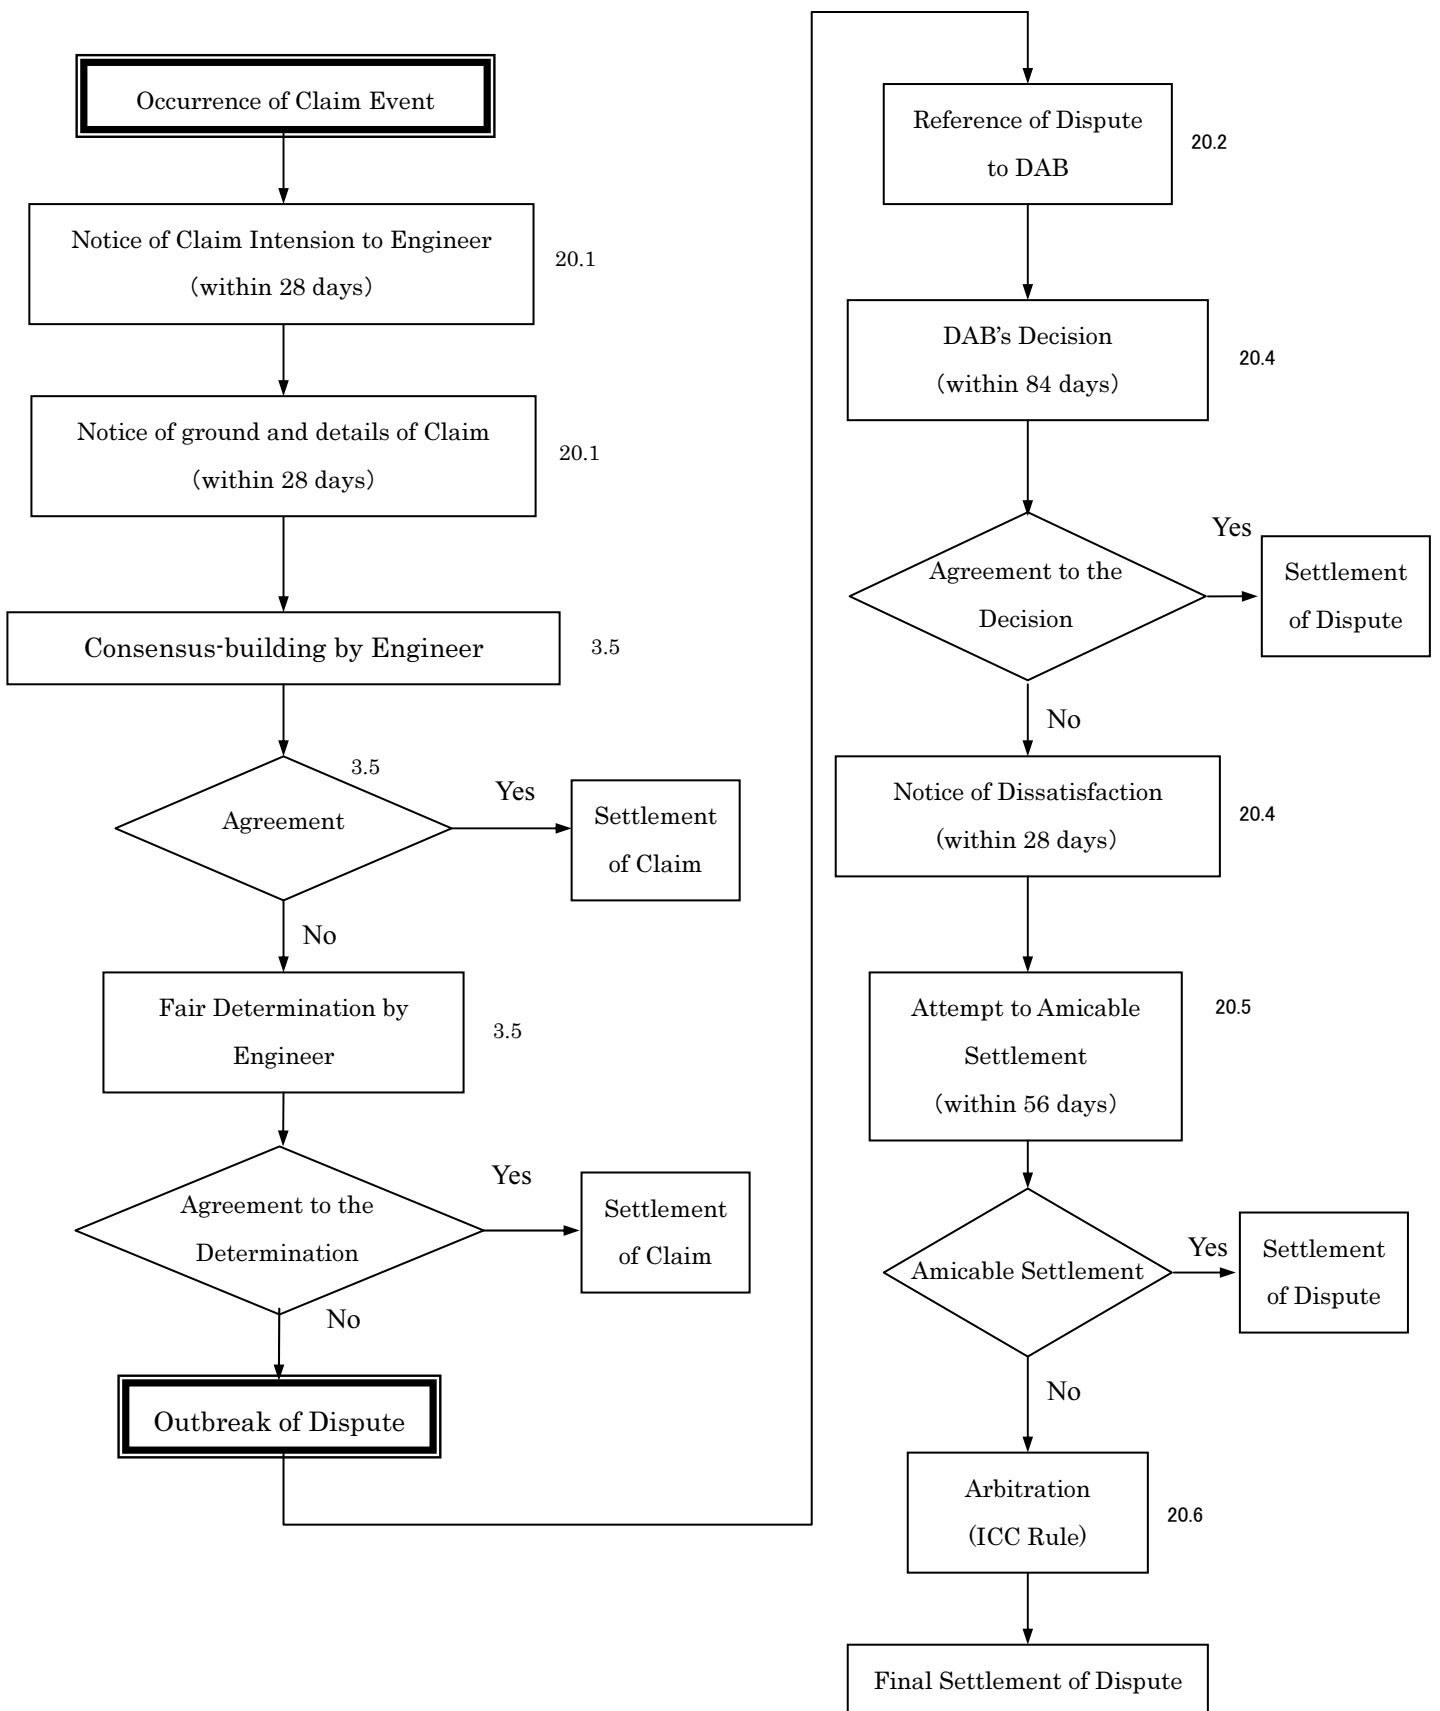 Occurrence of Claim Event
Notice of Claim Intension to Engineer
(within 28 days)
20.1
Notice of ground and details of Claim
(within 28 days)
20.1
Consensus-building by Engineer
3.5
3.5
Agreement
Yes
Settlement
of Claim
No
Fair Determination by
Engineer
3.5
Agreement to the
Determination
Yes
Settlement
of Claim
No
Outbreak of Dispute
Reference of Dispute
to DAB
20.2
DAB's Decision
(within 84 days)
20.4
Agreement to the
Decision
Yes
Settlement
of Dispute
No
Notice of Dissatisfaction
(within 28 days)
20.4
Attempt to Amicable
Settlement
(within 56 days)
20.5
Amicable Settlement
Yes
Settlement
of Dispute
No
Arbitration
(ICC Rule)
20.6
Final Settlement of Dispute